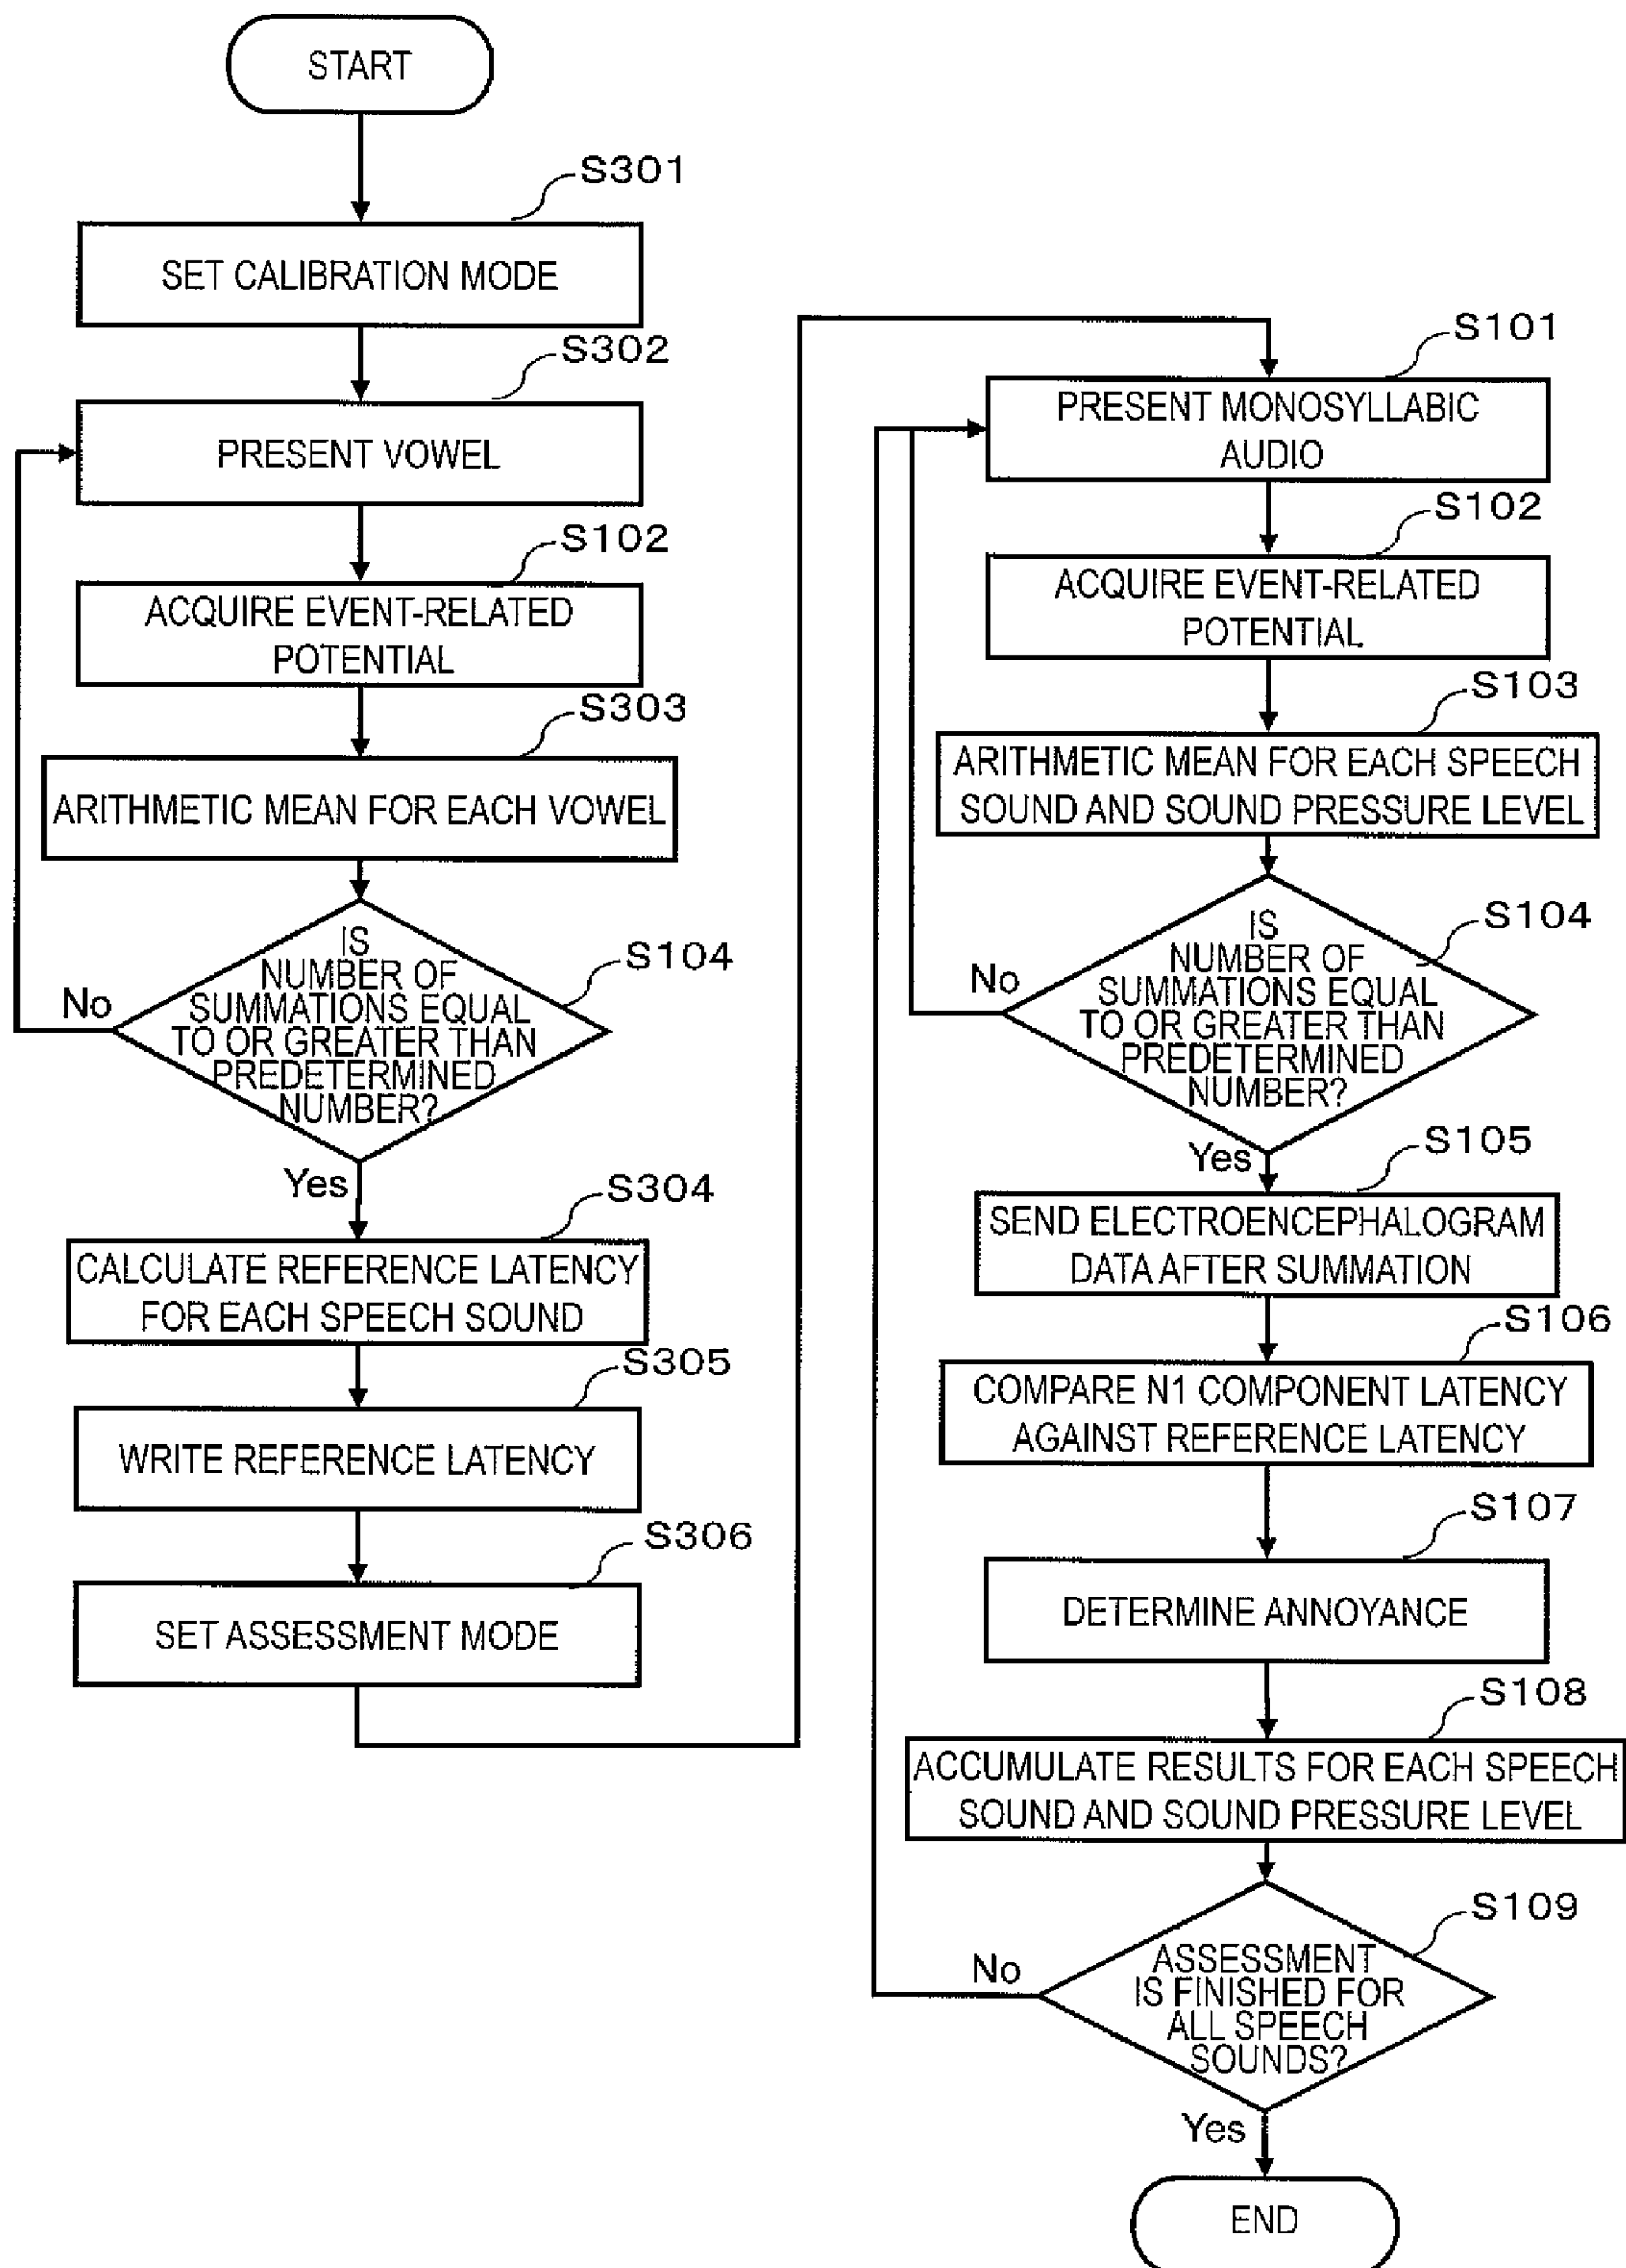 START
S301
SET CALIBRATION MODE
S302
PRESENT VOWEL
S102
ACQUIRE EVENT-RELATED
POTENTIAL
S303
ARITHMETIC MEAN FOR EACH VOWEL
S104
IS
NUMBER OF
SUMMATIONS EQUAL
TO OR GREATER THAN
PREDETERMINED
NUMBER?
No
Yes
S304
CALCULATE REFERENCE LATENCY
FOR EACH SPEECH SOUND
S305
WRITE REFERENCE LATENCY
S306
SET ASSESSMENT MODE
S101
PRESENT MONOSYLLABIC
AUDIO
S102
ACQUIRE EVENT-RELATED
POTENTIAL
S103
ARITHMETIC MEAN FOR EACH SPEECH
SOUND AND SOUND PRESSURE LEVEL
S104
IS
NUMBER OF
SUMMATIONS EQUAL
TO OR GREATER THAN
PREDETERMINED
NUMBER?
No
Yes
S105
SEND ELECTROENCEPHALOGRAM
DATA AFTER SUMMATION
S106
COMPARE N1 COMPONENT LATENCY
AGAINST REFERENCE LATENCY
S107
DETERMINE ANNOYANCE
S108
ACCUMULATE RESULTS FOR EACH SPEECH
SOUND AND SOUND PRESSURE LEVEL
S109
ASSESSMENT
IS FINISHED FOR
ALL SPEECH
SOUNDS?
No
Yes
END